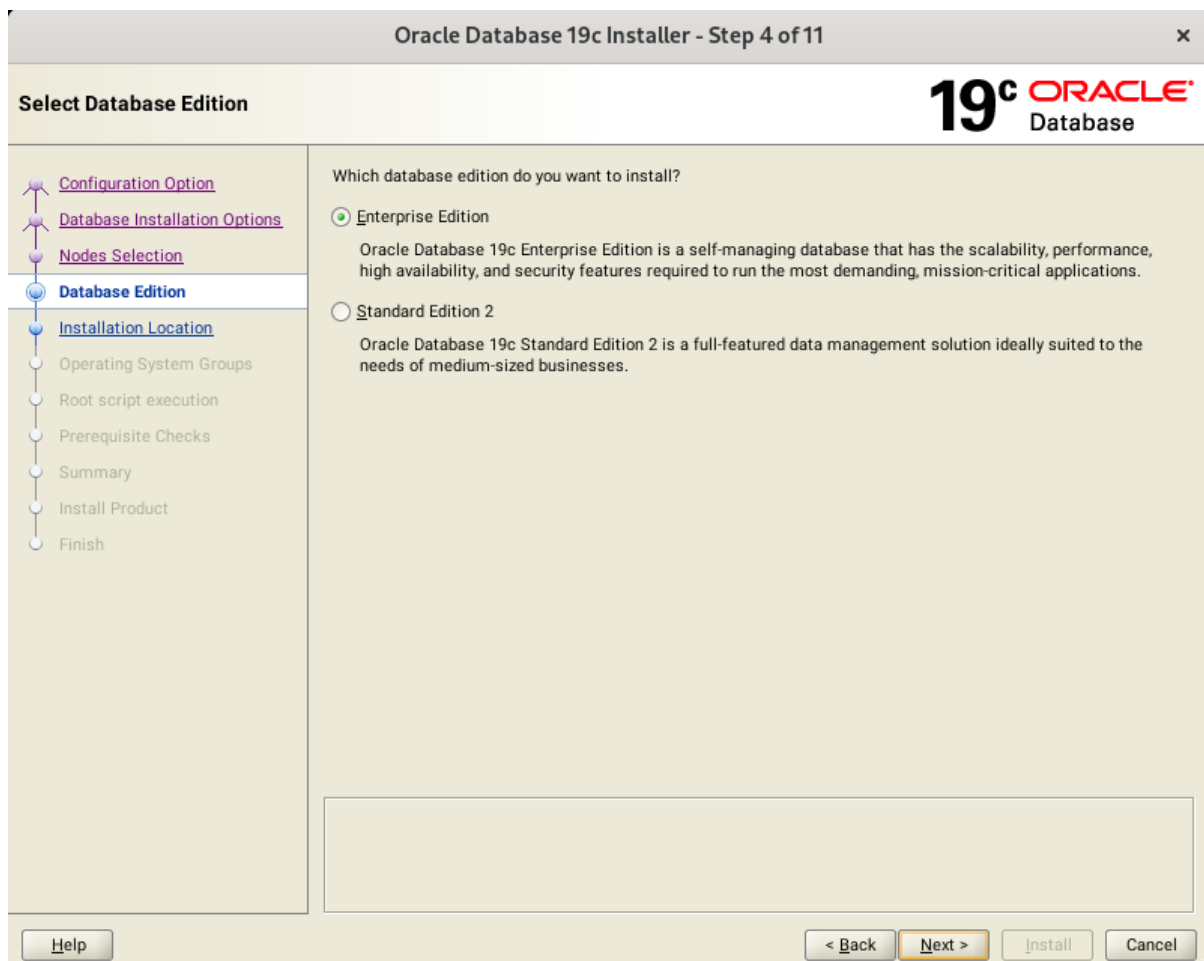 Oracle Database 19c Installer - Step 4 of 11
×
Select Database Edition
19c ORACLE
Database
Configuration Option
Database Installation Options
Nodes Selection
Database Edition
Installation Location
Operating System Groups
Root script execution
Prerequisite Checks
Summary
Install Product
Finish
Which database edition do you want to install?
Enterprise Edition
Oracle Database 19c Enterprise Edition is a self-managing database that has the scalability, performance,
high availability, and security features required to run the most demanding, mission-critical applications.
Standard Edition 2
Oracle Database 19c Standard Edition 2 is a full-featured data management solution ideally suited to the
needs of medium-sized businesses.
Help
< Back
Next >
Install
Cancel